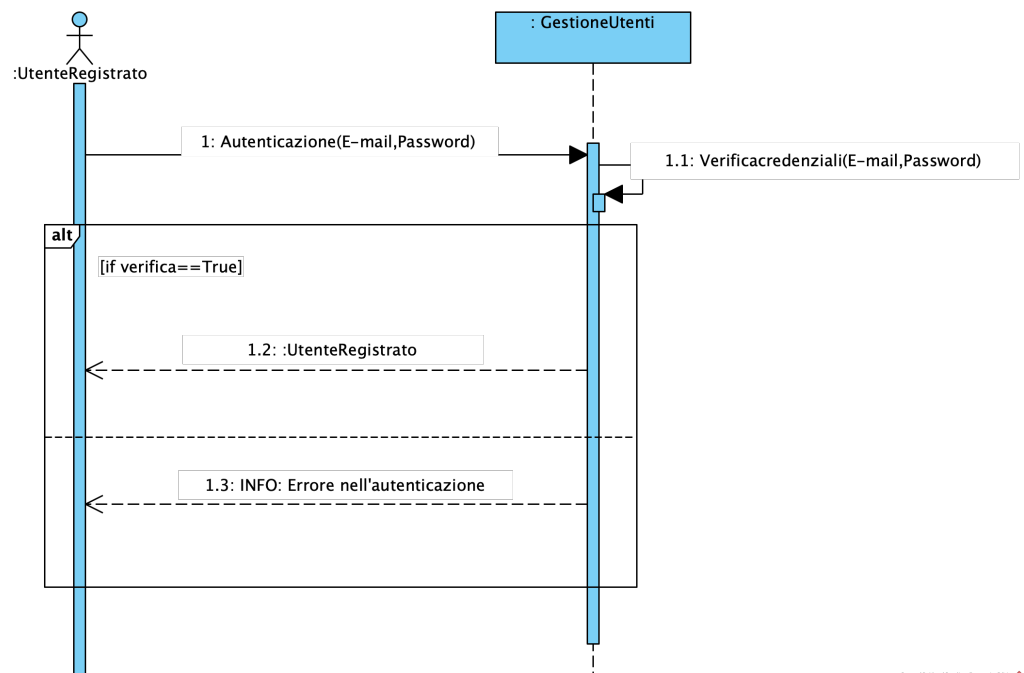 : GestioneUtenti
:UtenteRegistrato
1: Autenticazione(E-mail,Password)
1.1: Verificacredenziali(E-mail,Password)
alt
[if verifica==True]
1.2: :UtenteRegistrato
1.3: INFO: Errore nell'autenticazione